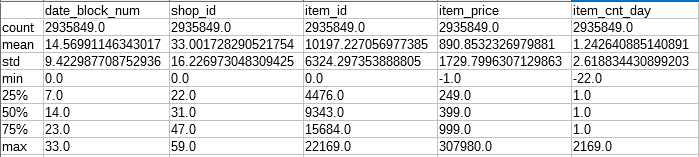 date_block_num shop_id item_id item_price item_cnt_day
count 2935849.0 2935849.0 2935849.0 2935849.0 2935849.0
mean 14.56991146343017 33.001728290521754 10197.227056977385 890.8532326979881 1.242640885140891
std 9.422987708752936 16.226973048309425 6324.297353888805 1729.7996307129863 2.618834430899203
min 0.0 0.0 0.0 -1.0 -22.0
25% 7.0 22.0 4476.0 249.0 1.0
50% 14.0 31.0 9343.0 399.0 1.0
75% 23.0 47.0 15684.0 999.0 1.0
max 33.0 59.0 22169.0 307980.0 2169.0